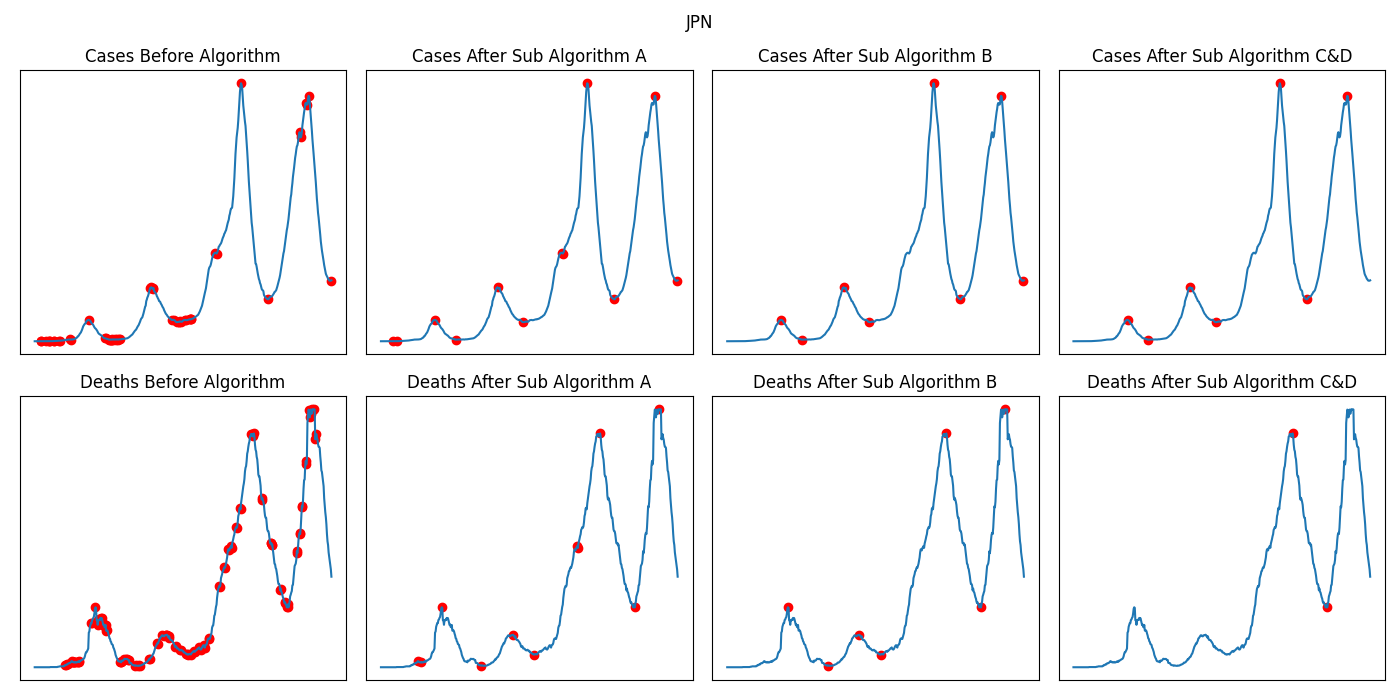 JPN
Cases Before Algorithm
Cases After Sub Algorithm A
Cases After Sub Algorithm B
Cases After Sub Algorithm C&D
Deaths Before Algorithm
Deaths After Sub Algorithm A
Deaths After Sub Algorithm B
Deaths After Sub Algorithm C&D